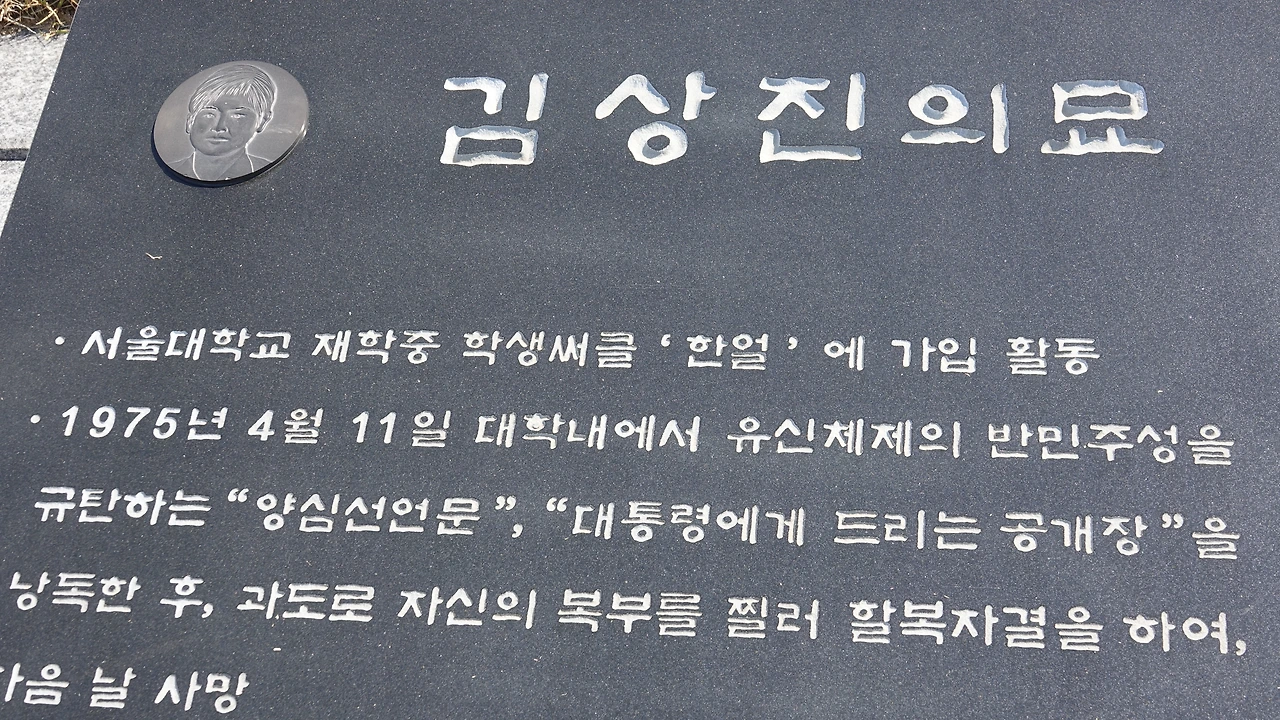 김상진의묘
· 서울대학교 재학중 학생써클 ‘한얼’ 에 가입 활동
· 1975년 4월 11일 대학내에서 유신체제의 반민주성을
규탄하는 “양심선언문”, “대통령에게 드리는 공개장”을
낭독한 후, 과도로 자신의 복부를 찔러 할복자결을 하여,
다음 날 사망